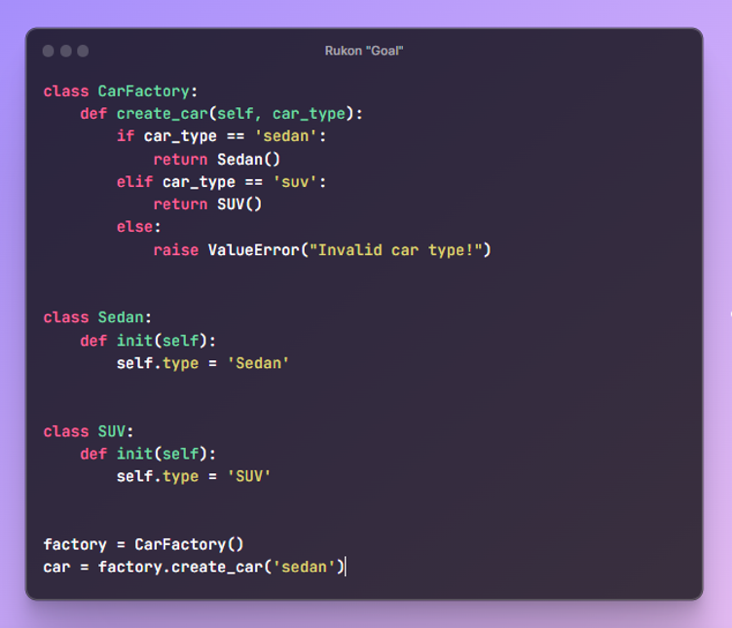 Rukon "Goal"
class CarFactory:
    def create_car(self, car_type):
        if car_type == 'sedan':
            return Sedan()
        elif car_type == 'suv':
            return SUV()
        else:
            raise ValueError("Invalid car type!")
class Sedan:
    def init(self):
        self.type = 'Sedan'
class SUV:
    def init(self):
        self.type = 'SUV'
factory = CarFactory()
car = factory.create_car('sedan')